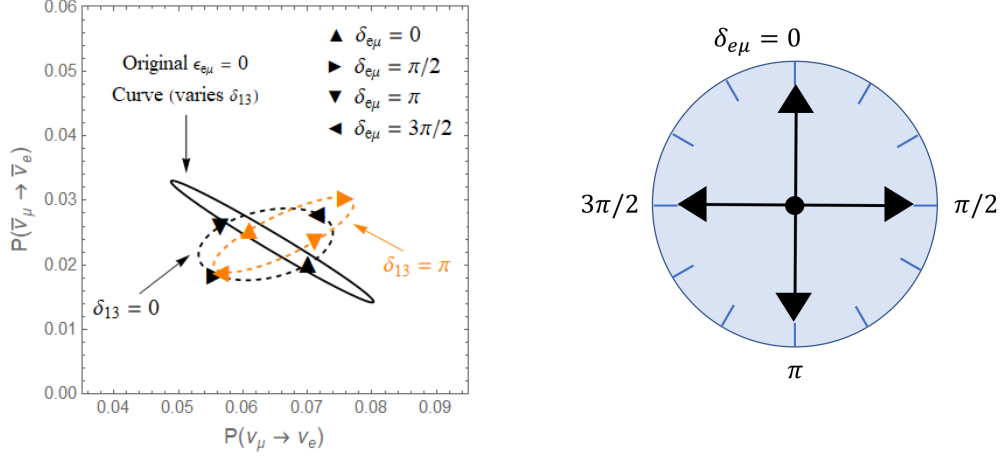 0.06
0.05
0.04
0.03
0.02
0.01
0.00
P(ν̅μ → ν̅e)
Original ϵeμ = 0
Curve (varies δ13)
▲ δeμ = 0
► δeμ = π/2
▼ δeμ = π
◄ δeμ = 3π/2
δ13 = π
δ13 = 0
0.04 0.05 0.06 0.07 0.08 0.09
P(νμ → νe)
δeμ = 0
3π/2
π/2
π